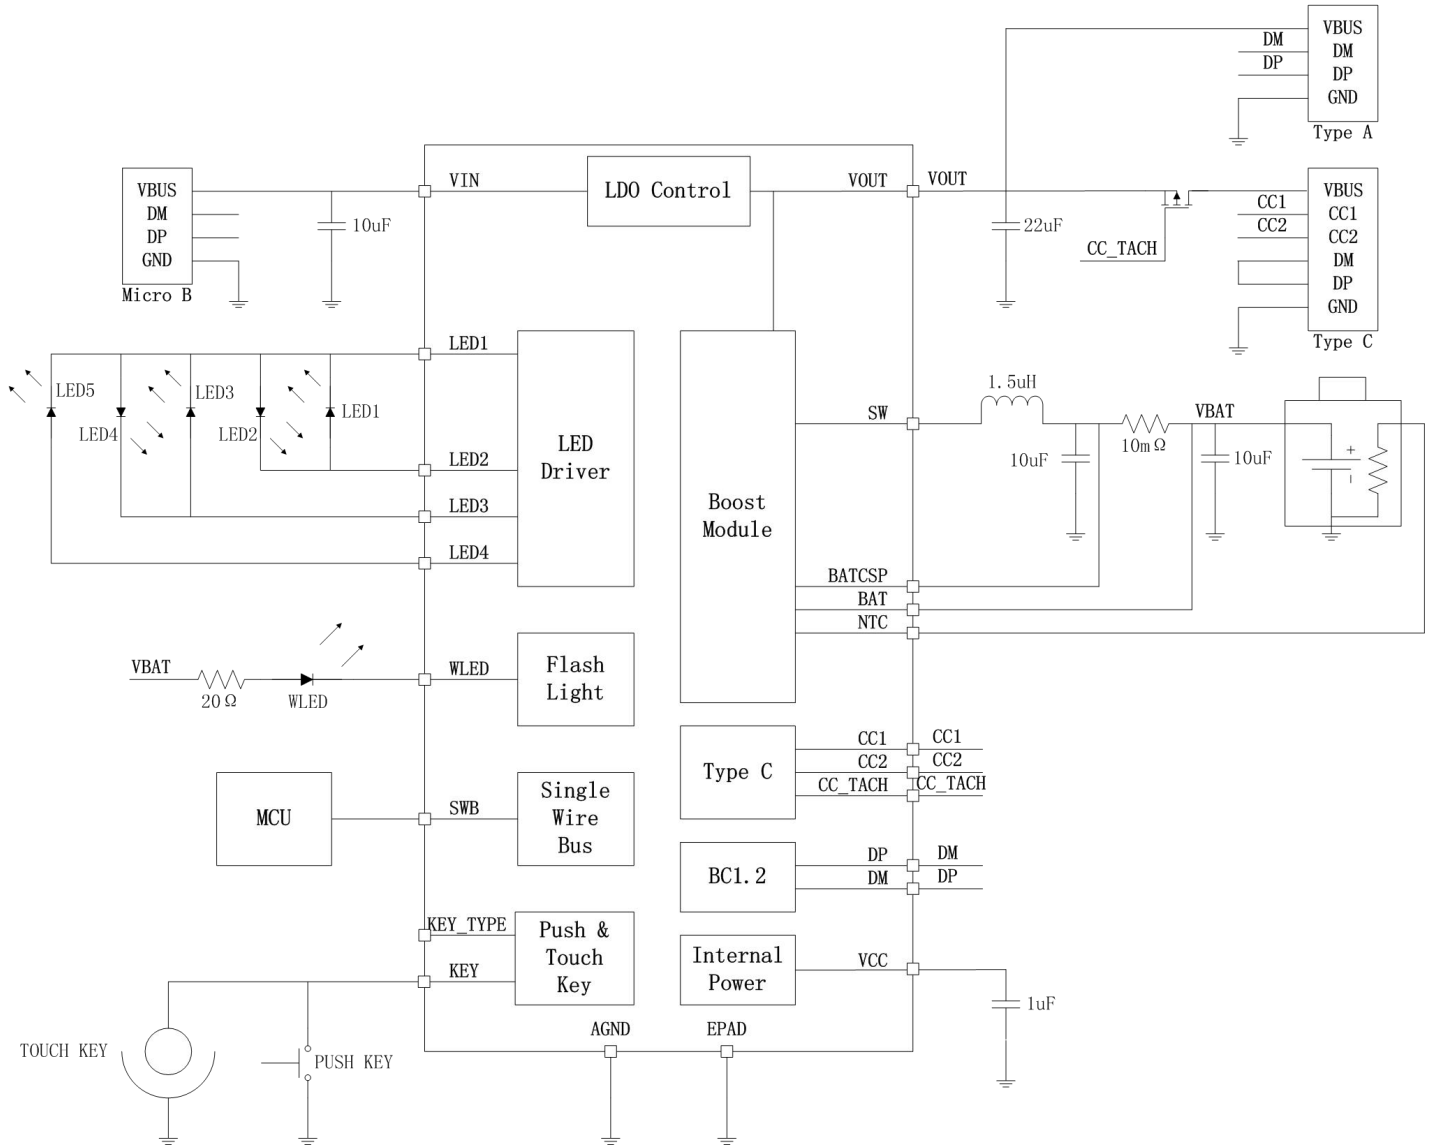 VBUS
DM
DM
DP
DP
GND
Type A
VIN
LDO Control
VOUT
VOUT
VBUS
DM
DP
GND
Micro B
10uF
22uF
CC_TACH
VBUS
CC1
CC1
CC2
CC2
DM
DP
GND
Type C
LED1
LED5
LED3
LED1
LED4
LED2
LED2
LED3
LED4
LED
Driver
Boost
Module
SW
1.5uH
10uF
10mΩ
VBAT
10uF
+
-
BATCSP
BAT
NTC
VBAT
20Ω
WLED
WLED
Flash
Light
Type C
CC1
CC1
CC2
CC2
CC_TACH
CC_TACH
MCU
SWB
Single
Wire
Bus
BC1.2
DP
DM
DM
DP
KEY_TYPE
KEY
Push &
Touch
Key
Internal
Power
VCC
1uF
AGND
EPAD
TOUCH KEY
PUSH KEY